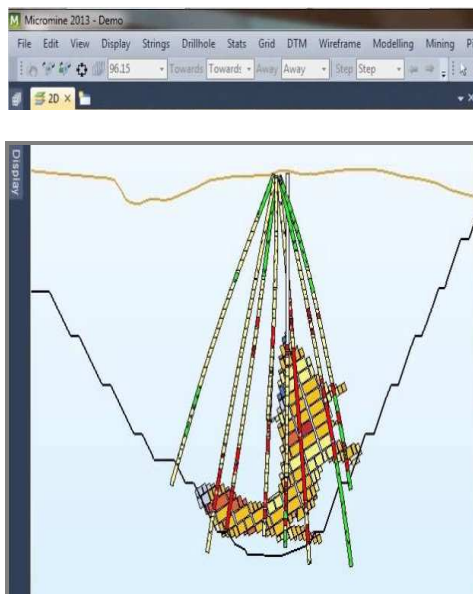 Micromine 2013 - Demo
File Edit View Display Strings Drillhole Stats Grid DTM Wireframe Modelling Mining
96.15 Towards Towards Away Away Step Step
2D
Display